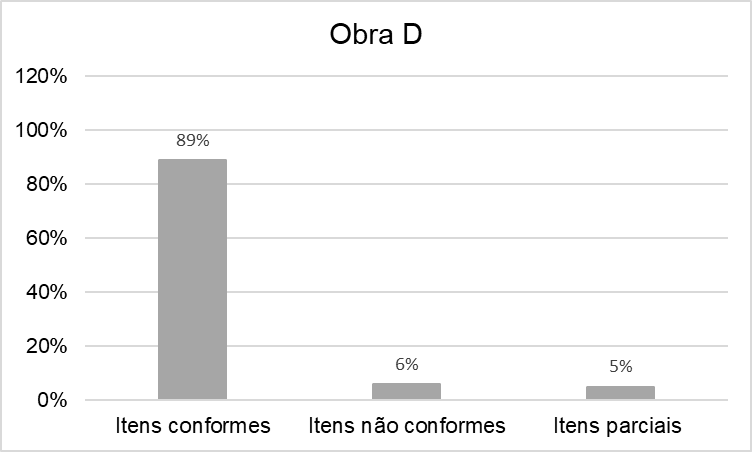 Obra D
120%
100%
80%
60%
40%
20%
0%
89%
6%
5%
Itens conformes
Itens não conformes
Itens parciais